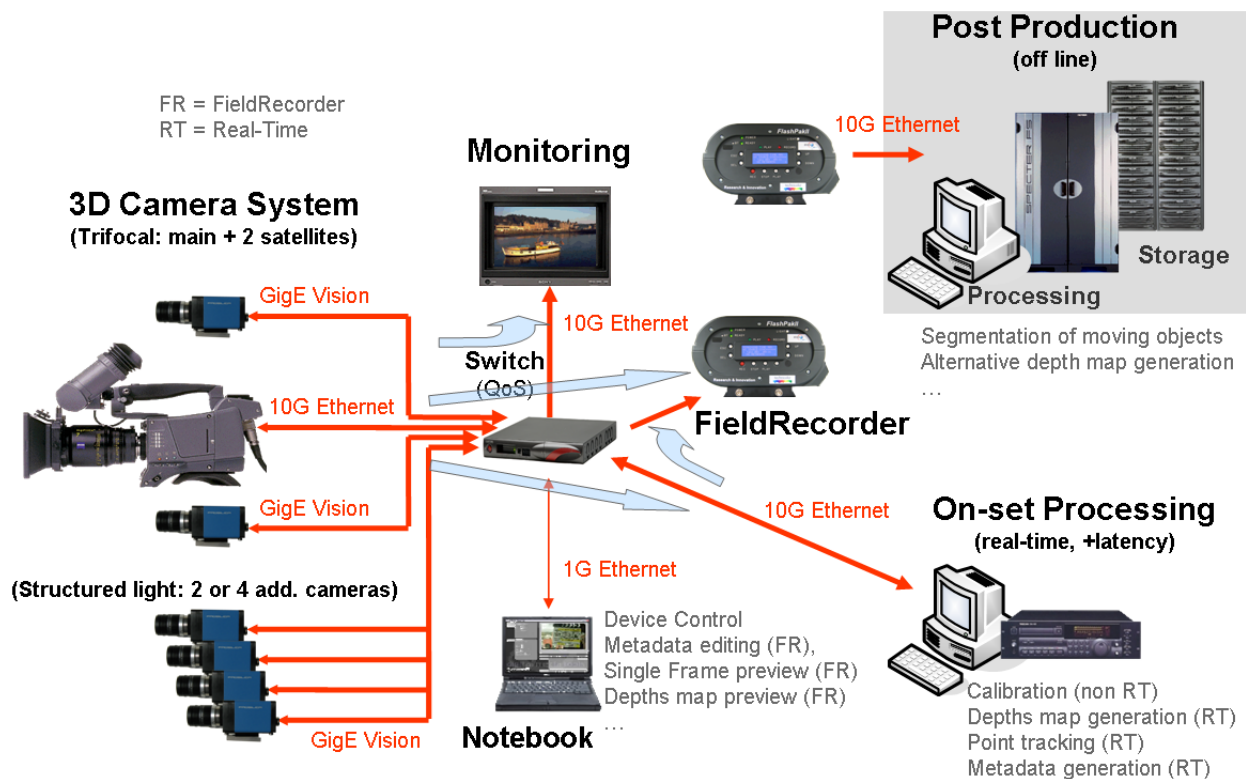 Post Production
(off line)
FR = FieldRecorder
RT = Real-Time
FlashPakII
10G Ethernet
Monitoring
3D Camera System
(Trifocal: main + 2 satellites)
SPECTER FS
Storage
Processing
GigE Vision
10G Ethernet
FlashPakII
Segmentation of moving objects
Alternative depth map generation
...
Switch
(QoS)
10G Ethernet
FieldRecorder
GigE Vision
10G Ethernet
On-set Processing
(real-time, +latency)
1G Ethernet
(Structured light: 2 or 4 add. cameras)
Device Control
Metadata editing (FR),
Single Frame preview (FR)
Depths map preview (FR)
...
Notebook
GigE Vision
Calibration (non RT)
Depths map generation (RT)
Point tracking (RT)
Metadata generation (RT)